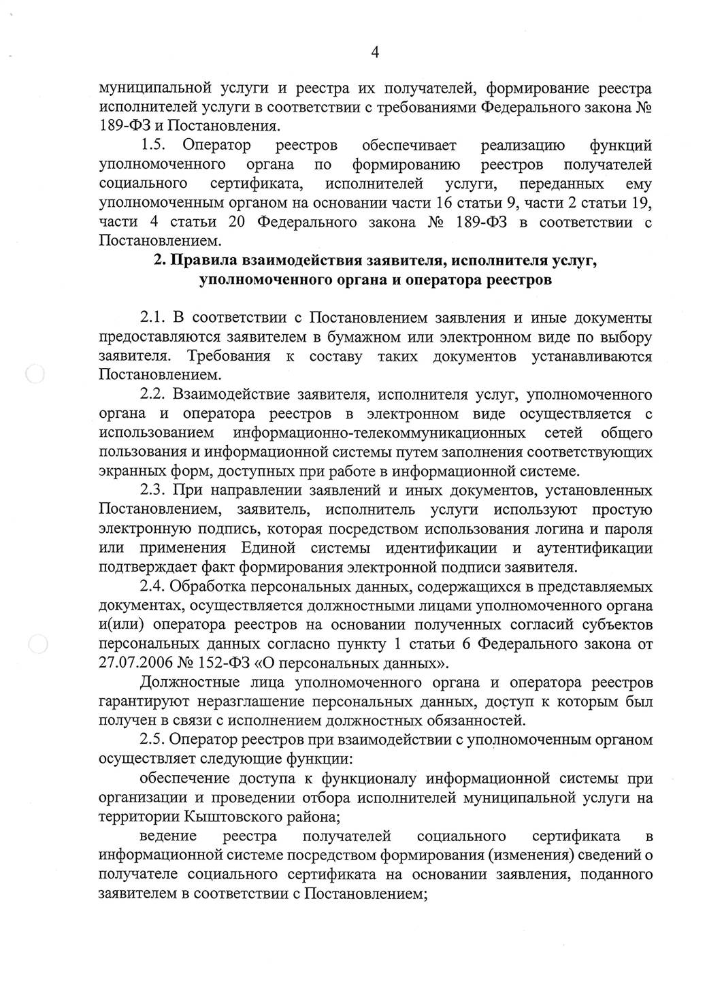 4
муниципальной услуги и реестра их получателей, формирование реестра
исполнителей услуги в соответствии с требованиями Федерального закона №
189-ФЗ и Постановления.
1.5. Оператор реестров обеспечивает реализацию функций
уполномоченного органа по формированию реестров получателей
социального сертификата, исполнителей услуги, переданных ему
уполномоченным органом на основании части 16 статьи 9, части 2 статьи 19,
части 4 статьи 20 Федерального закона № 189-ФЗ в соответствии с
Постановлением.
2. Правила взаимодействия заявителя, исполнителя услуг,
уполномоченного органа и оператора реестров
2.1. В соответствии с Постановлением заявления и иные документы
предоставляются заявителем в бумажном или электронном виде по выбору
заявителя. Требования к составу таких документов устанавливаются
Постановлением.
2.2. Взаимодействие заявителя, исполнителя услуг, уполномоченного
органа и оператора реестров в электронном виде осуществляется с
использованием информационно-телекоммуникационных сетей общего
пользования и информационной системы путем заполнения соответствующих
экранных форм, доступных при работе в информационной системе.
2.3. При направлении заявлений и иных документов, установленных
Постановлением, заявитель, исполнитель услуги используют простую
электронную подпись, которая посредством использования логина и пароля
или применения Единой системы идентификации и аутентификации
подтверждает факт формирования электронной подписи заявителя.
2.4. Обработка персональных данных, содержащихся в представляемых
документах, осуществляется должностными лицами уполномоченного органа
и(или) оператора реестров на основании полученных согласий субъектов
персональных данных согласно пункту 1 статьи 6 Федерального закона от
27.07.2006 № 152-ФЗ «О персональных данных».
Должностные лица уполномоченного органа и оператора реестров
гарантируют неразглашение персональных данных, доступ к которым был
получен в связи с исполнением должностных обязанностей.
2.5. Оператор реестров при взаимодействии с уполномоченным органом
осуществляет следующие функции:
обеспечение доступа к функционалу информационной системы при
организации и проведении отбора исполнителей муниципальной услуги на
территории Кыштовского района;
ведение реестра получателей социального сертификата в
информационной системе посредством формирования (изменения) сведений о
получателе социального сертификата на основании заявления, поданного
заявителем в соответствии с Постановлением;